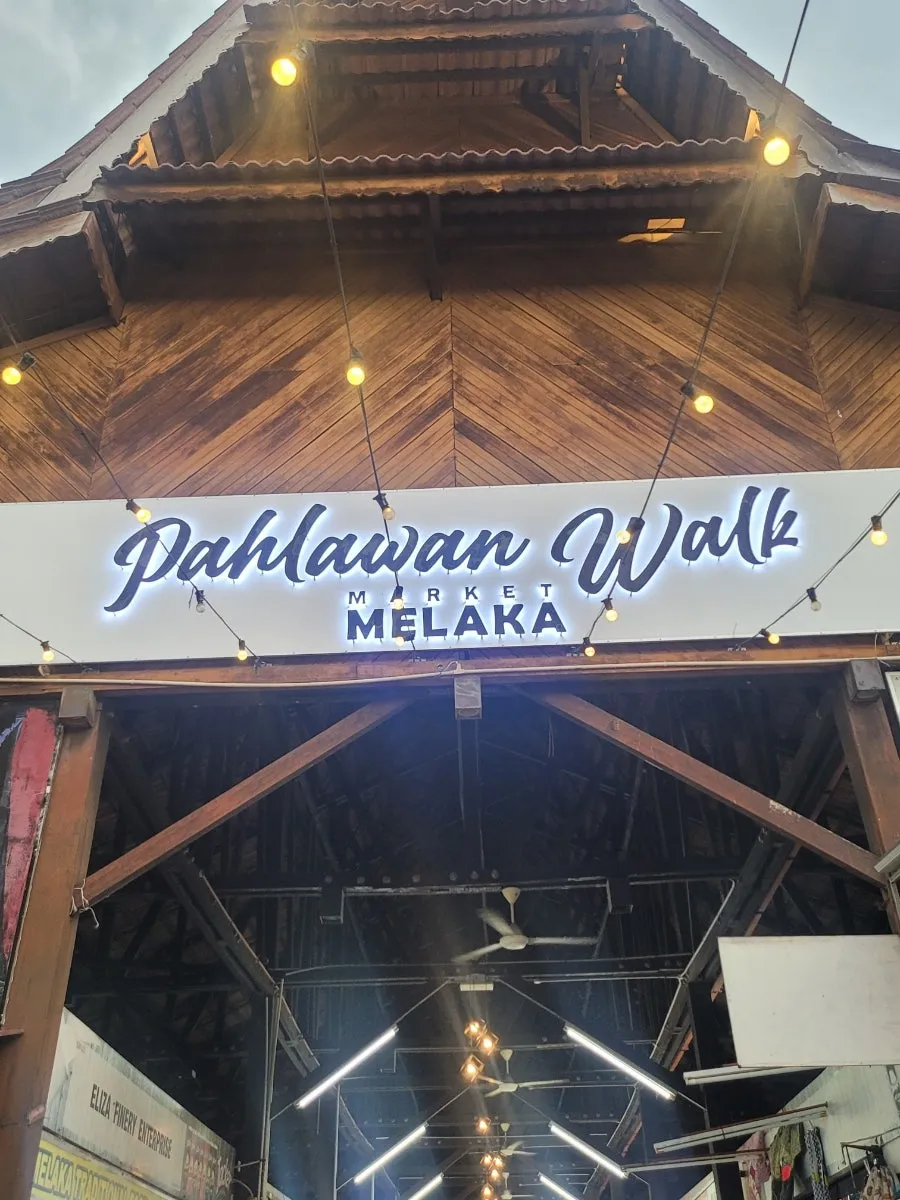 Pahlawan Walk
MARKET
MELAKA
ELIZA FINERY ENTERPRISE